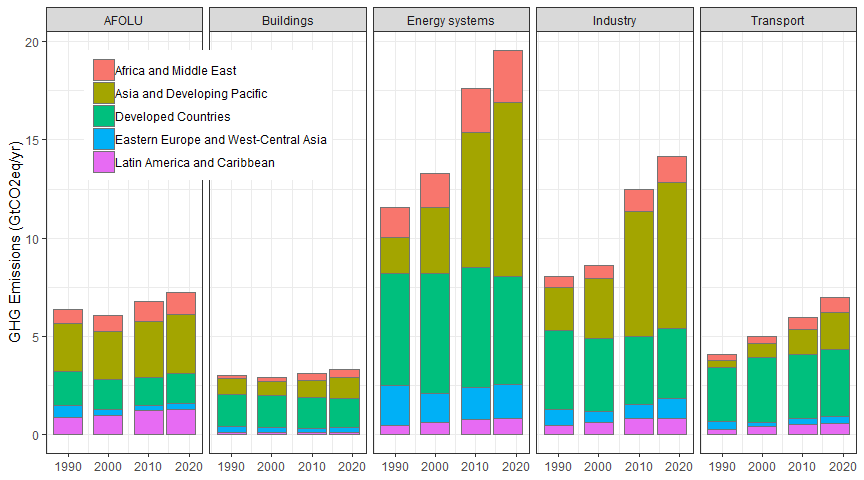 AFOLU Buildings Energy systems Industry Transport
20
15
10
5
0
GHG Emissions (GtCO2eq/yr)
Africa and Middle East
Asia and Developing Pacific
Developed Countries
Eastern Europe and West-Central Asia
Latin America and Caribbean
1990 2000 2010 2020 1990 2000 2010 2020 1990 2000 2010 2020 1990 2000 2010 2020 1990 2000 2010 2020